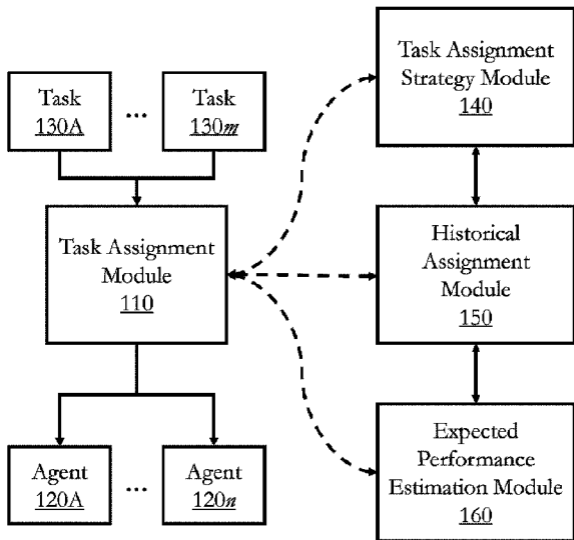 Task
130A
...
Task
130m
Task Assignment
Module
110
Agent
120A
...
Agent
120n
Task Assignment
Strategy Module
140
Historical
Assignment
Module
150
Expected
Performance
Estimation Module
160